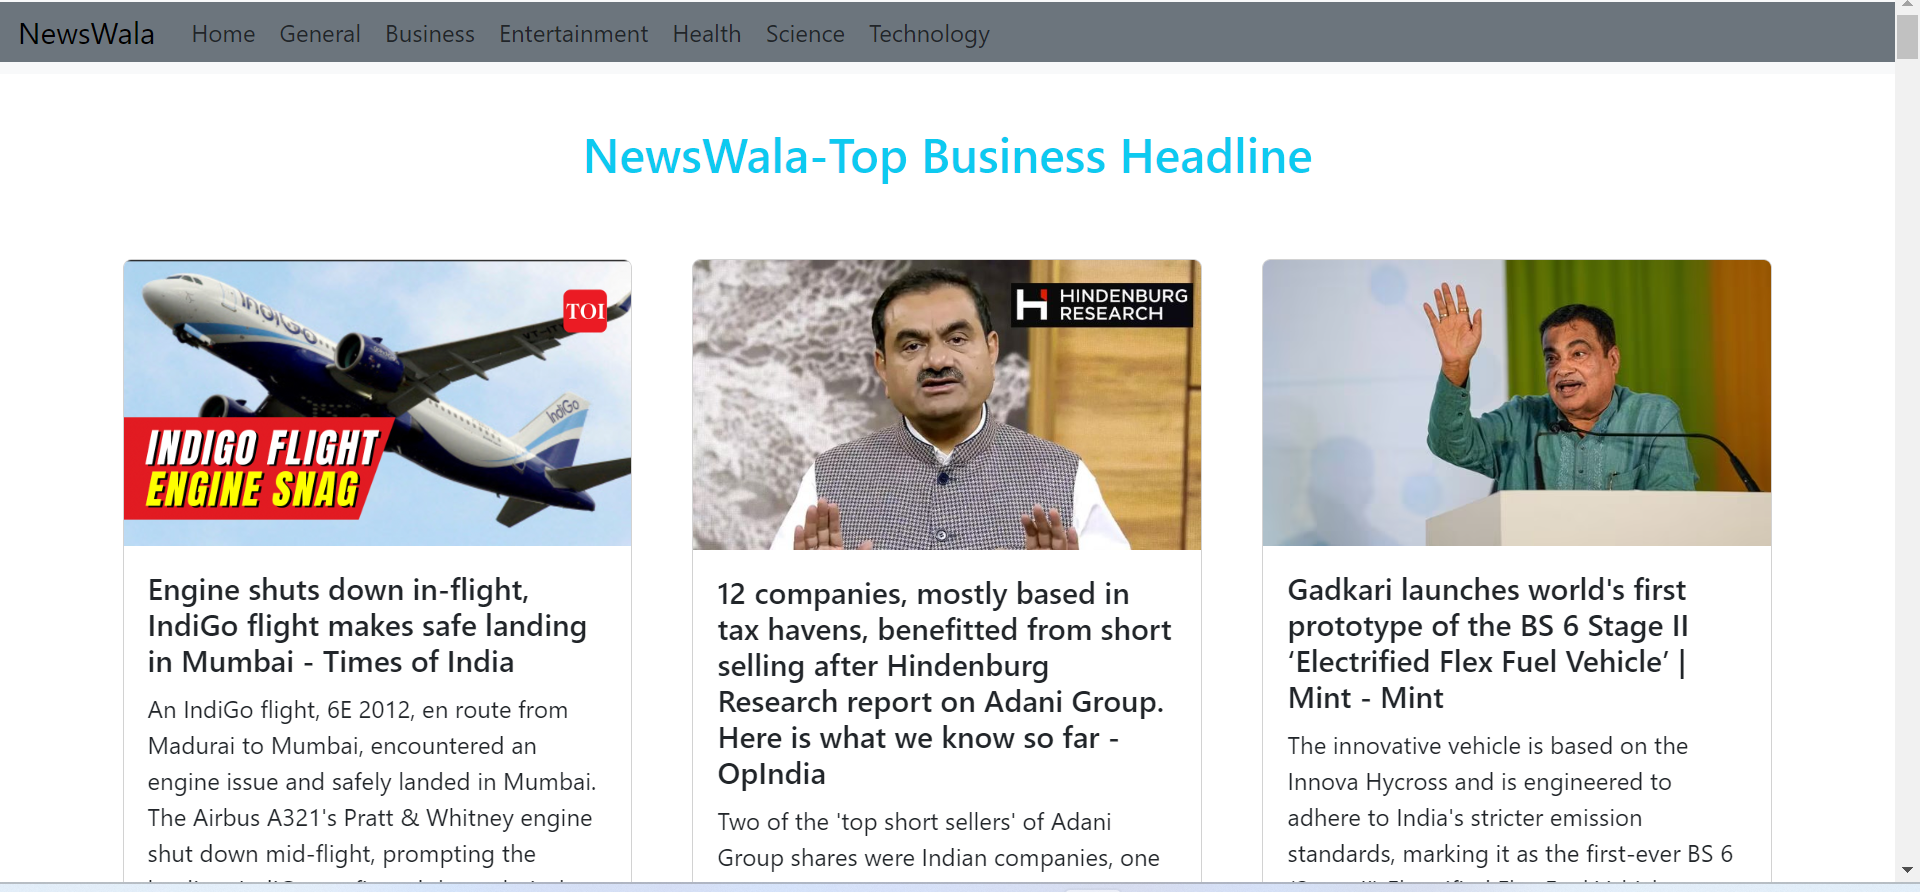 NewsWala Home General Business Entertainment Health Science Technology
NewsWala-Top Business Headline
IndiGo
TOI
IndiGo
INDIGO FLIGHT
ENGINE SNAG
Engine shuts down in-flight,
IndiGo flight makes safe landing
in Mumbai - Times of India
An IndiGo flight, 6E 2012, en route from
Madurai to Mumbai, encountered an
engine issue and safely landed in Mumbai.
The Airbus A321's Pratt & Whitney engine
shut down mid-flight, prompting the
HINDENBURG
RESEARCH
12 companies, mostly based in
tax havens, benefitted from short
selling after Hindenburg
Research report on Adani Group.
Here is what we know so far -
OpIndia
Two of the 'top short sellers' of Adani
Group shares were Indian companies, one
Gadkari launches world's first
prototype of the BS 6 Stage II
‘Electrified Flex Fuel Vehicle’ |
Mint - Mint
The innovative vehicle is based on the
Innova Hycross and is engineered to
adhere to India's stricter emission
standards, marking it as the first-ever BS 6